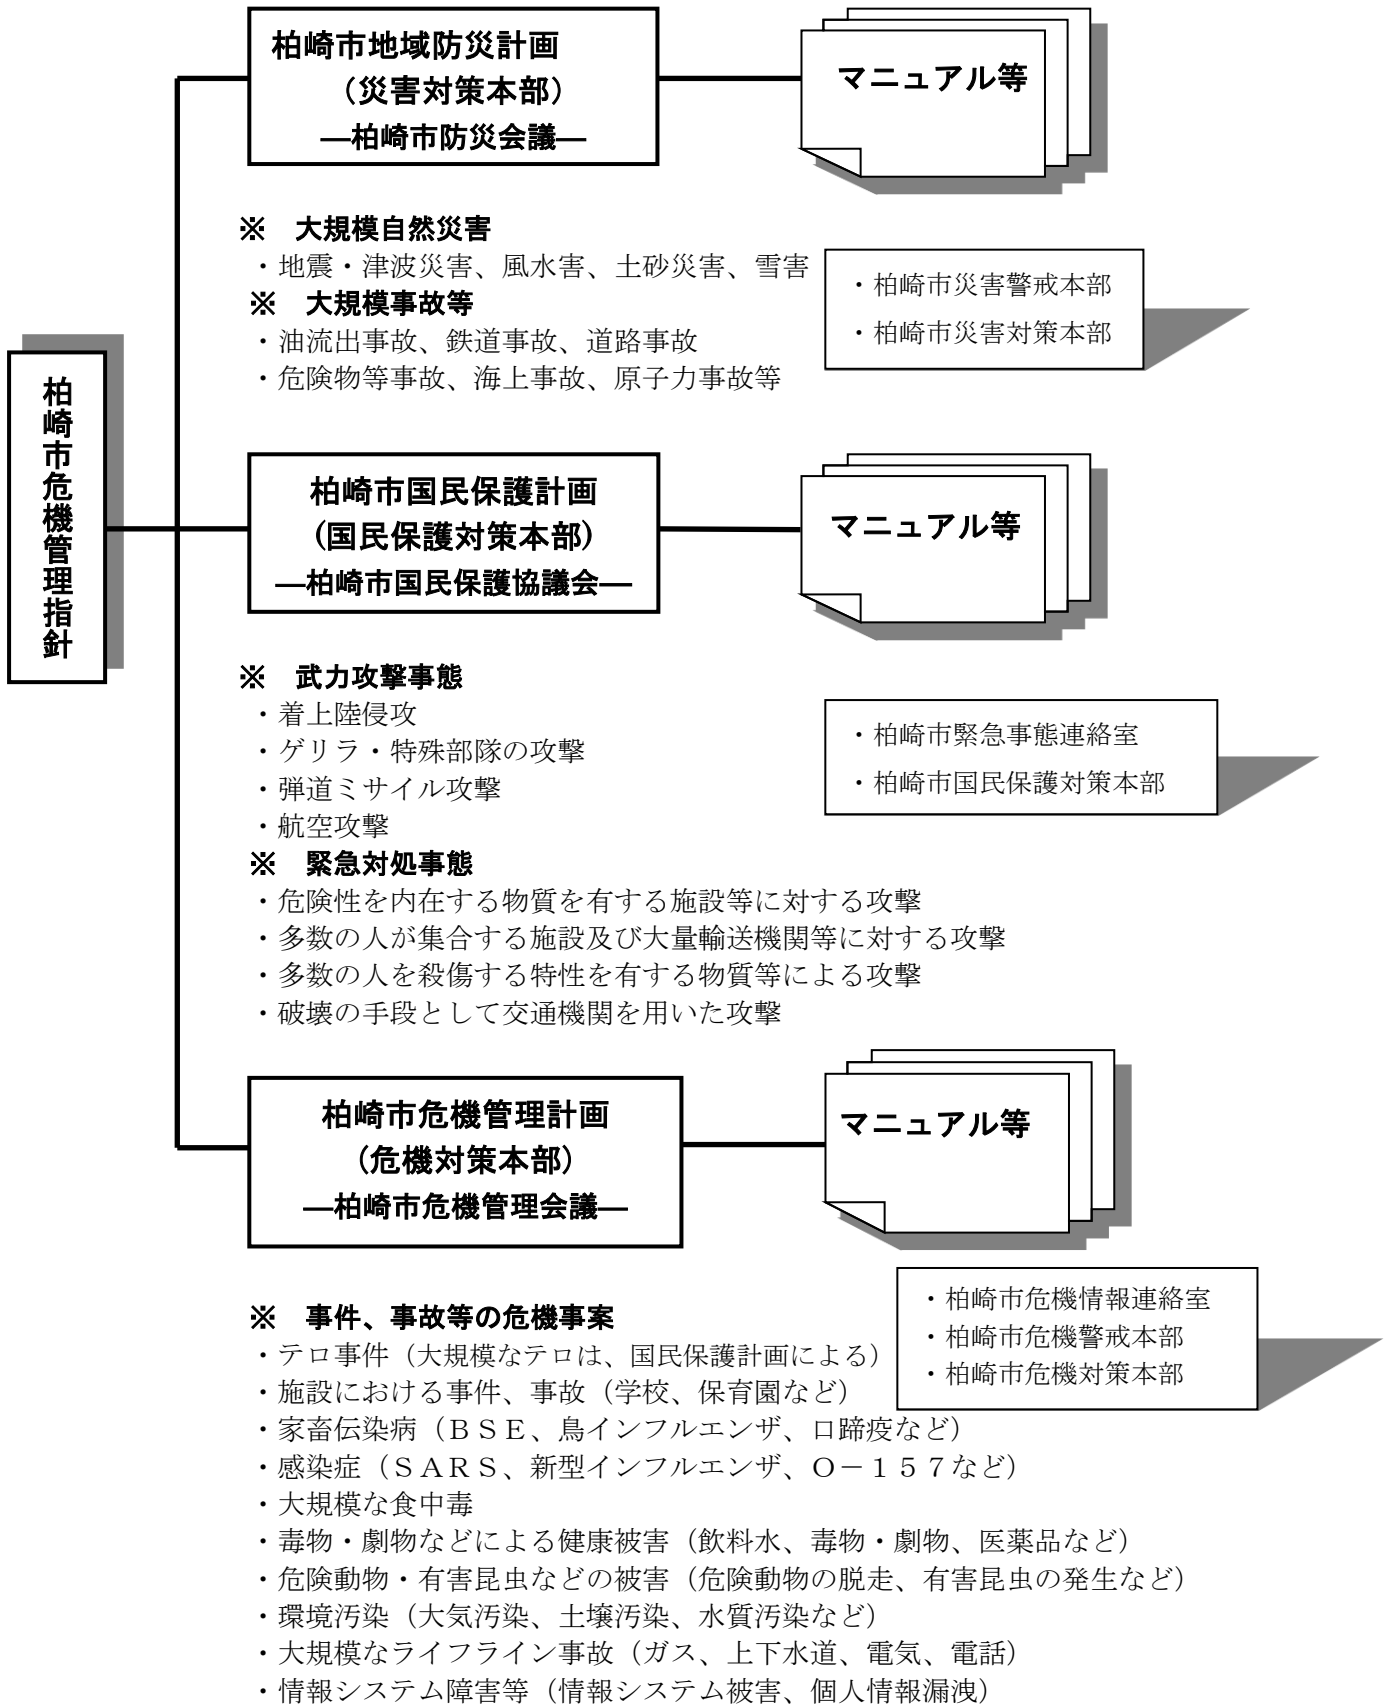 柏崎市危機管理指針
柏崎市地域防災計画
（災害対策本部）
―柏崎市防災会議―
マニュアル等
※　大規模自然災害
・地震・津波災害、風水害、土砂災害、雪害
※　大規模事故等
・油流出事故、鉄道事故、道路事故
・危険物等事故、海上事故、原子力事故等
・柏崎市災害警戒本部
・柏崎市災害対策本部
柏崎市国民保護計画
(国民保護対策本部)
―柏崎市国民保護協議会―
マニュアル等
※　武力攻撃事態
・着上陸侵攻
・ゲリラ・特殊部隊の攻撃
・弾道ミサイル攻撃
・航空攻撃
※　緊急対処事態
・危険性を内在する物質を有する施設等に対する攻撃
・多数の人が集合する施設及び大量輸送機関等に対する攻撃
・多数の人を殺傷する特性を有する物質等による攻撃
・破壊の手段として交通機関を用いた攻撃
・柏崎市緊急事態連絡室
・柏崎市国民保護対策本部
柏崎市危機管理計画
(危機対策本部)
―柏崎市危機管理会議―
マニュアル等
※　事件、事故等の危機事案
・テロ事件（大規模なテロは、国民保護計画による）
・施設における事件、事故（学校、保育園など）
・家畜伝染病（ＢＳＥ、鳥インフルエンザ、口蹄疫など）
・感染症（ＳＡＲＳ、新型インフルエンザ、Ｏ－１５７など）
・大規模な食中毒
・毒物・劇物などによる健康被害（飲料水、毒物・劇物、医薬品など）
・危険動物・有害昆虫などの被害（危険動物の脱走、有害昆虫の発生など）
・環境汚染（大気汚染、土壌汚染、水質汚染など）
・大規模なライフライン事故（ガス、上下水道、電気、電話）
・情報システム障害等（情報システム被害、個人情報漏洩）
・柏崎市危機情報連絡室
・柏崎市危機警戒本部
・柏崎市危機対策本部